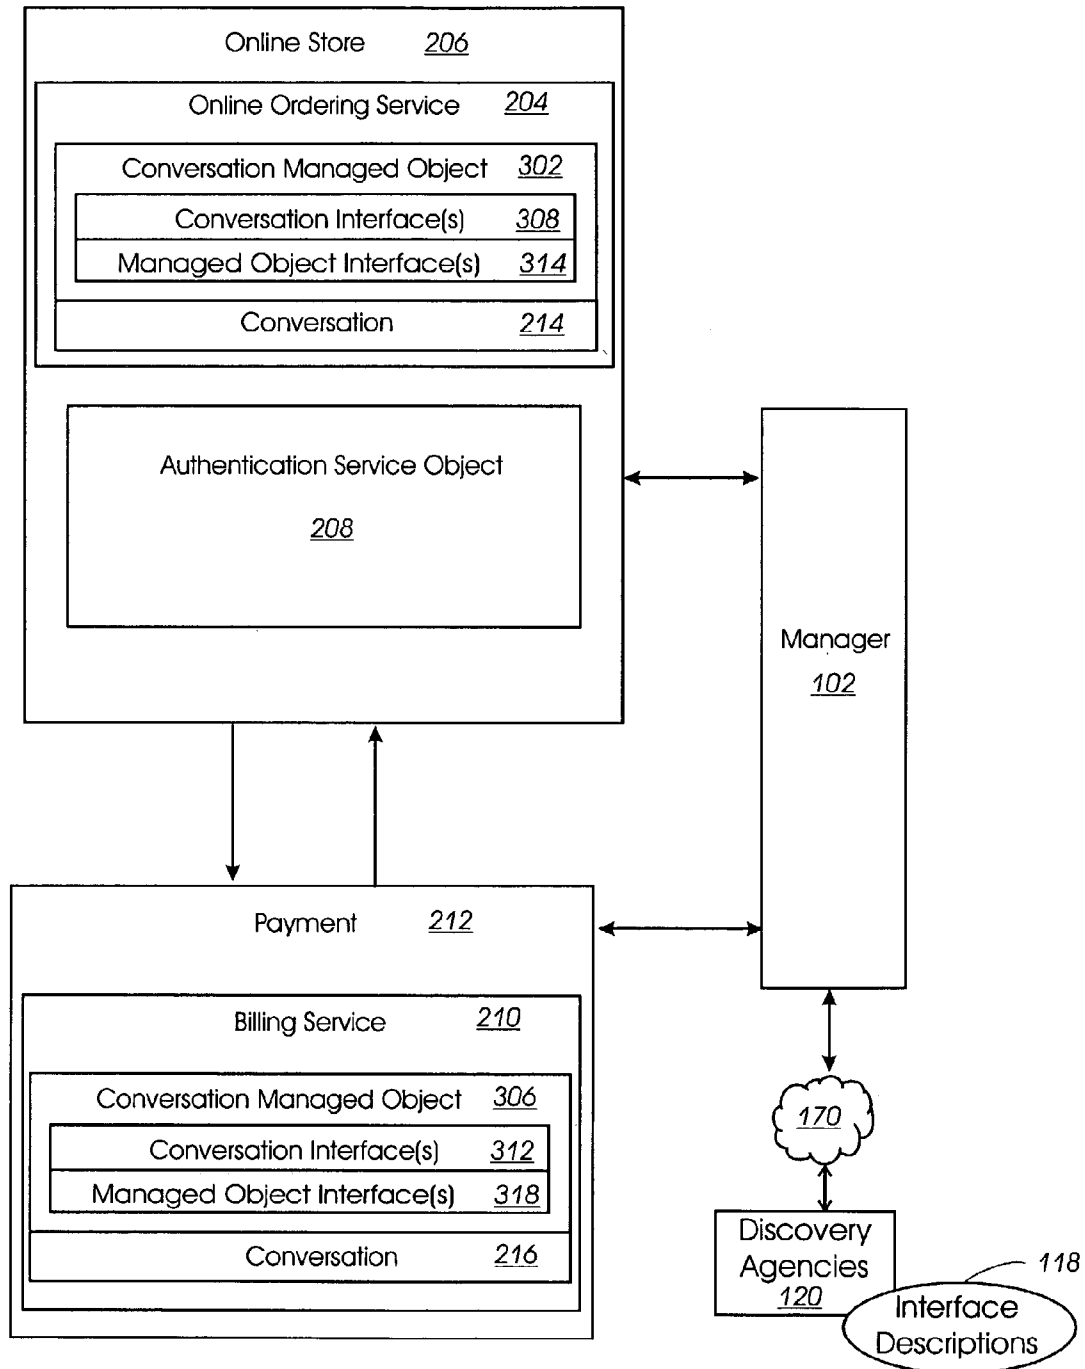 Online Store 206
Online Ordering Service 204
Conversation Managed Object 302
Conversation Interface(s) 308
Managed Object Interface(s) 314
Conversation 214
Authentication Service Object
208
Manager
102
Payment 212
Billing Service 210
Conversation Managed Object 306
Conversation Interface(s) 312
Managed Object Interface(s) 318
Conversation 216
170
Discovery
Agencies
120
118
Interface
Descriptions